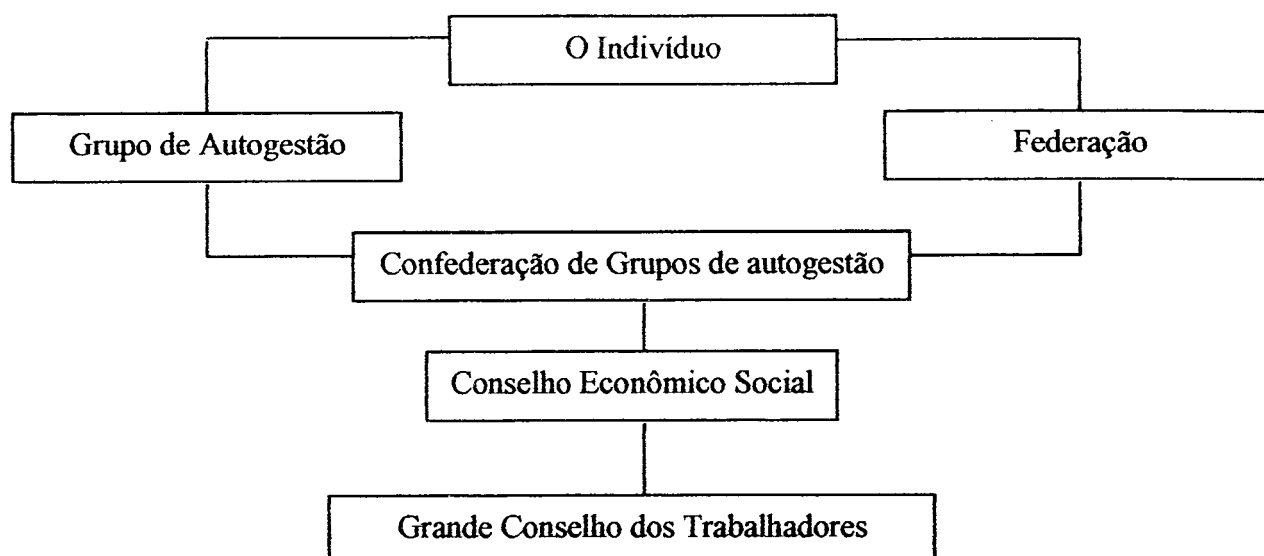 O Indivíduo
Grupo de Autogestão
Federação
Confederação de Grupos de autogestão
Conselho Econômico Social
Grande Conselho dos Trabalhadores